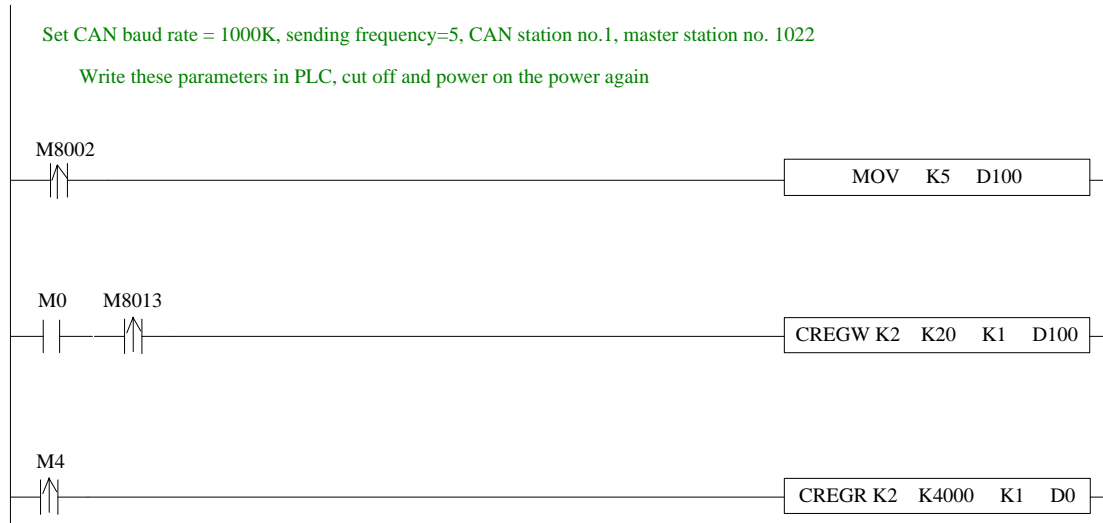 Set CAN baud rate = 1000K, sending frequency=5, CAN station no.1, master station no. 1022
Write these parameters in PLC, cut off and power on the power again
M8002
MOV K5 D100
M0 M8013
CREGW K2 K20 K1 D100
M4
CREGR K2 K4000 K1 D0